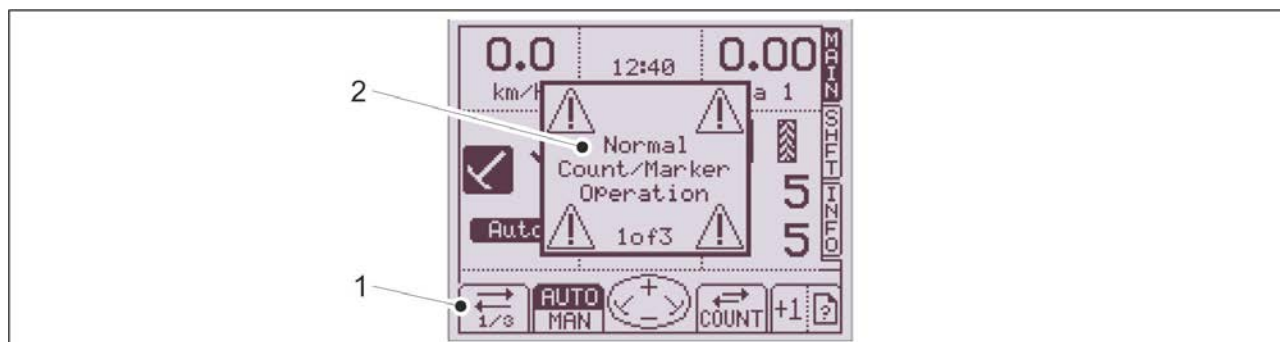 0.0
12:40
0.00
km/h
a 1
MAIN
SHFT
INFO
2
Normal
Count/Marker
Operation
1of3
5
5
Auto
1
1/3
AUTO
MAN
+
-
COUNT
+1
?